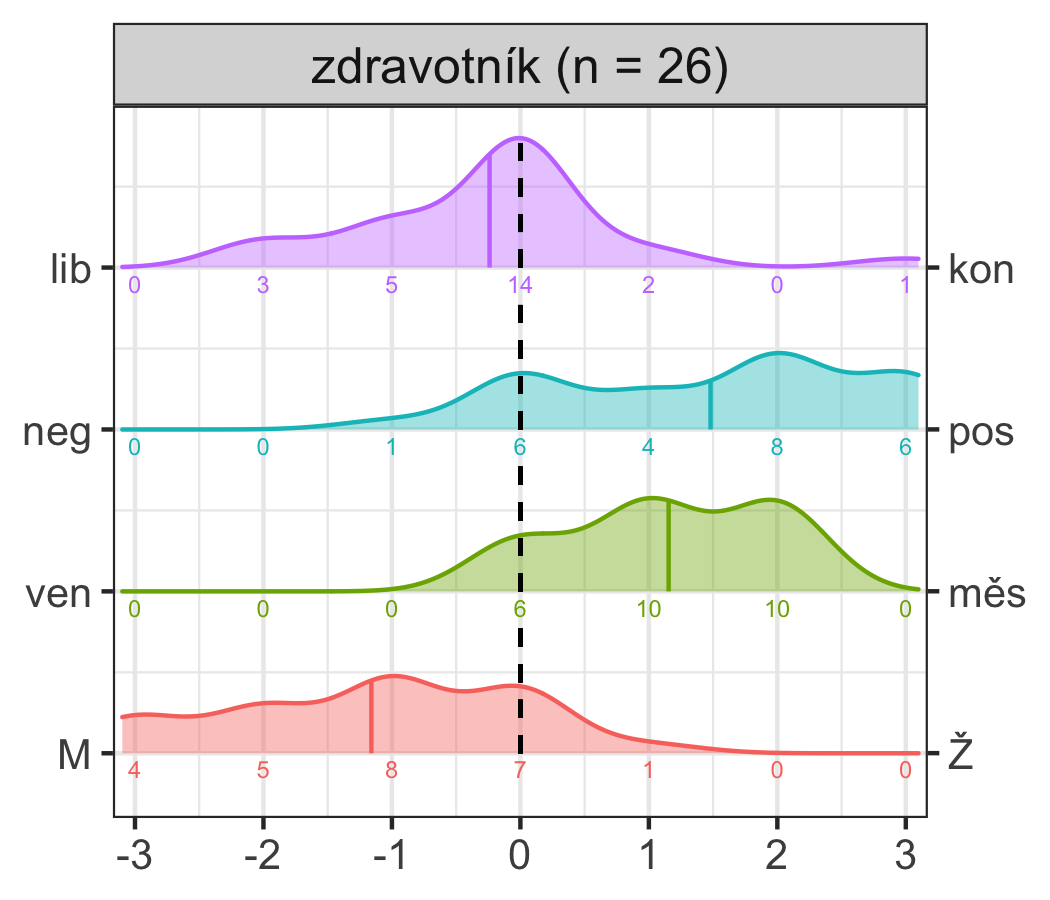 zdravotník (n = 26)
lib kon
0 3 5 14 2 0 1
neg pos
0 0 1 6 4 8 6
ven měs
0 0 0 6 10 10 0
M Ž
4 5 8 7 1 0 0
-3 -2 -1 0 1 2 3